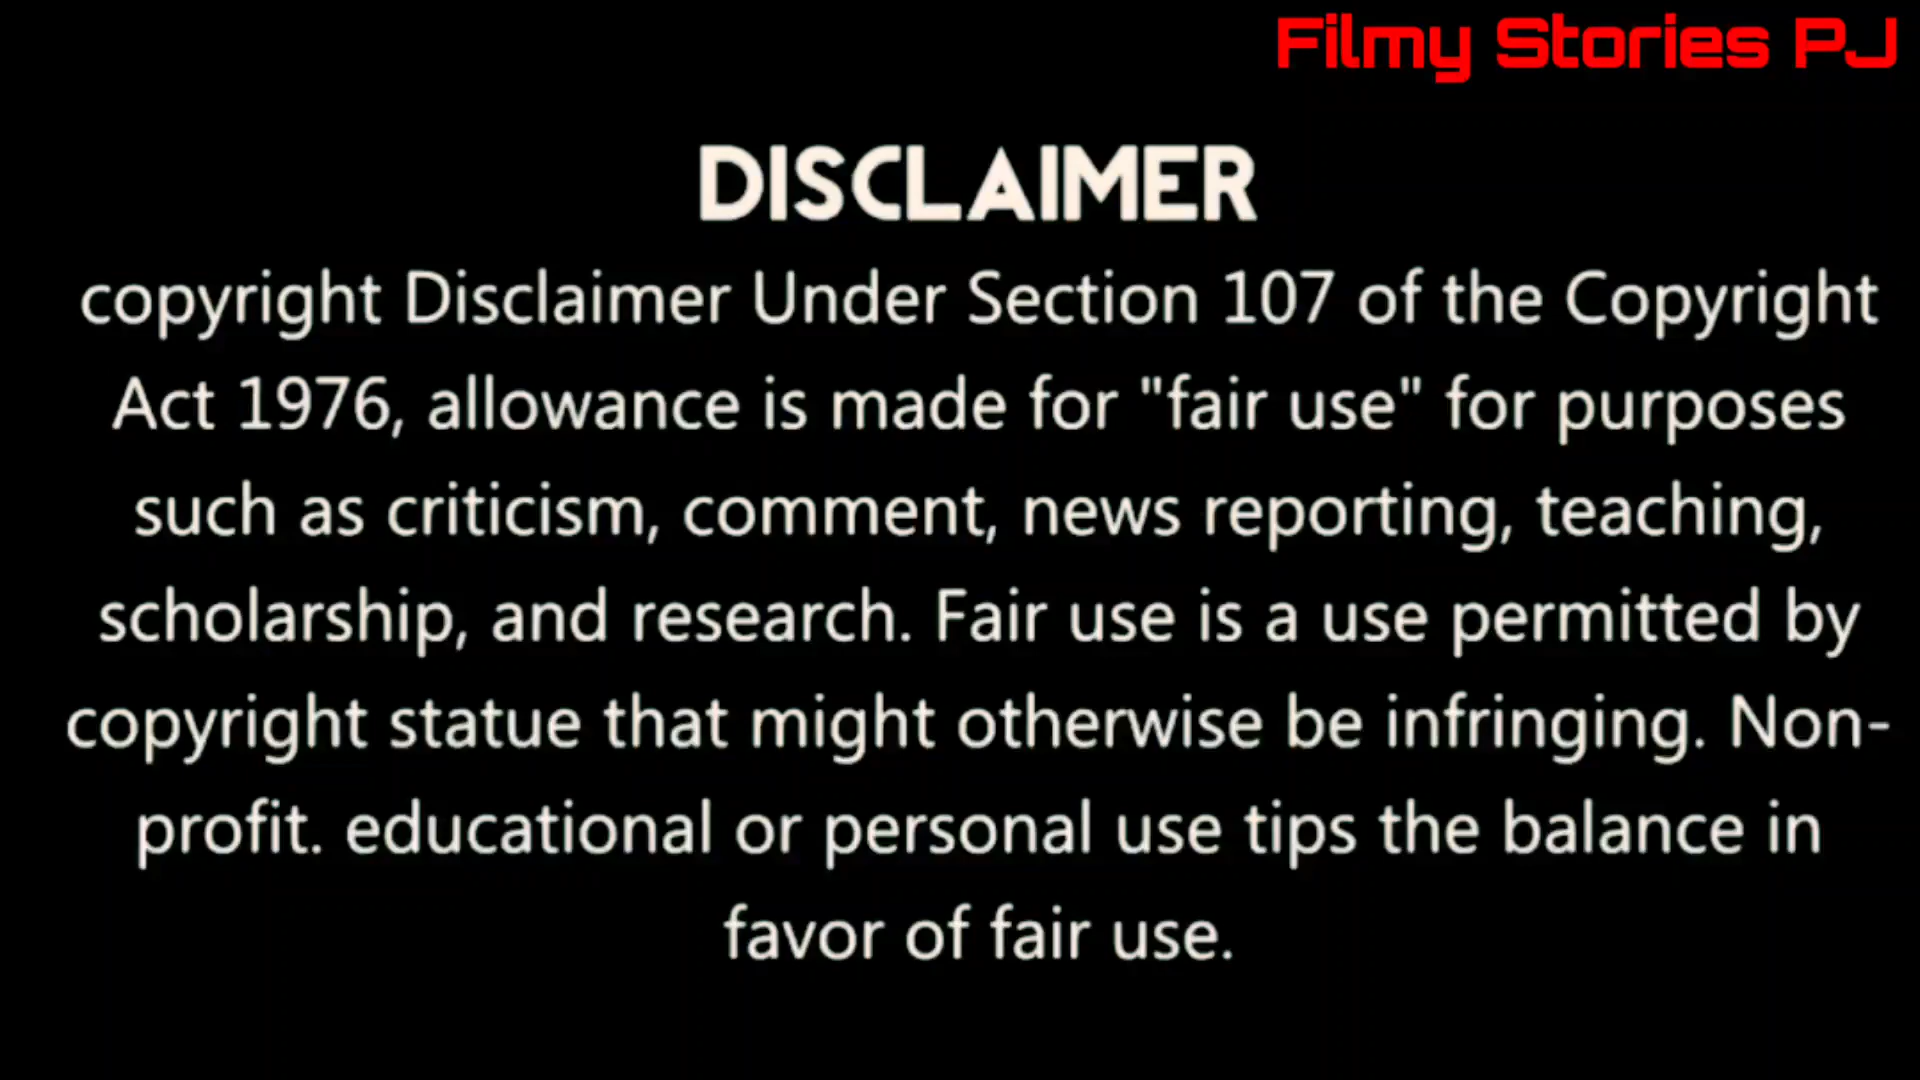 Filmy Stories PJ
DISCLAIMER
copyright Disclaimer Under Section 107 of the Copyright
Act 1976, allowance is made for "fair use" for purposes
such as criticism, comment, news reporting, teaching,
scholarship, and research. Fair use is a use permitted by
copyright statue that might otherwise be infringing. Non-
profit. educational or personal use tips the balance in
favor of fair use.